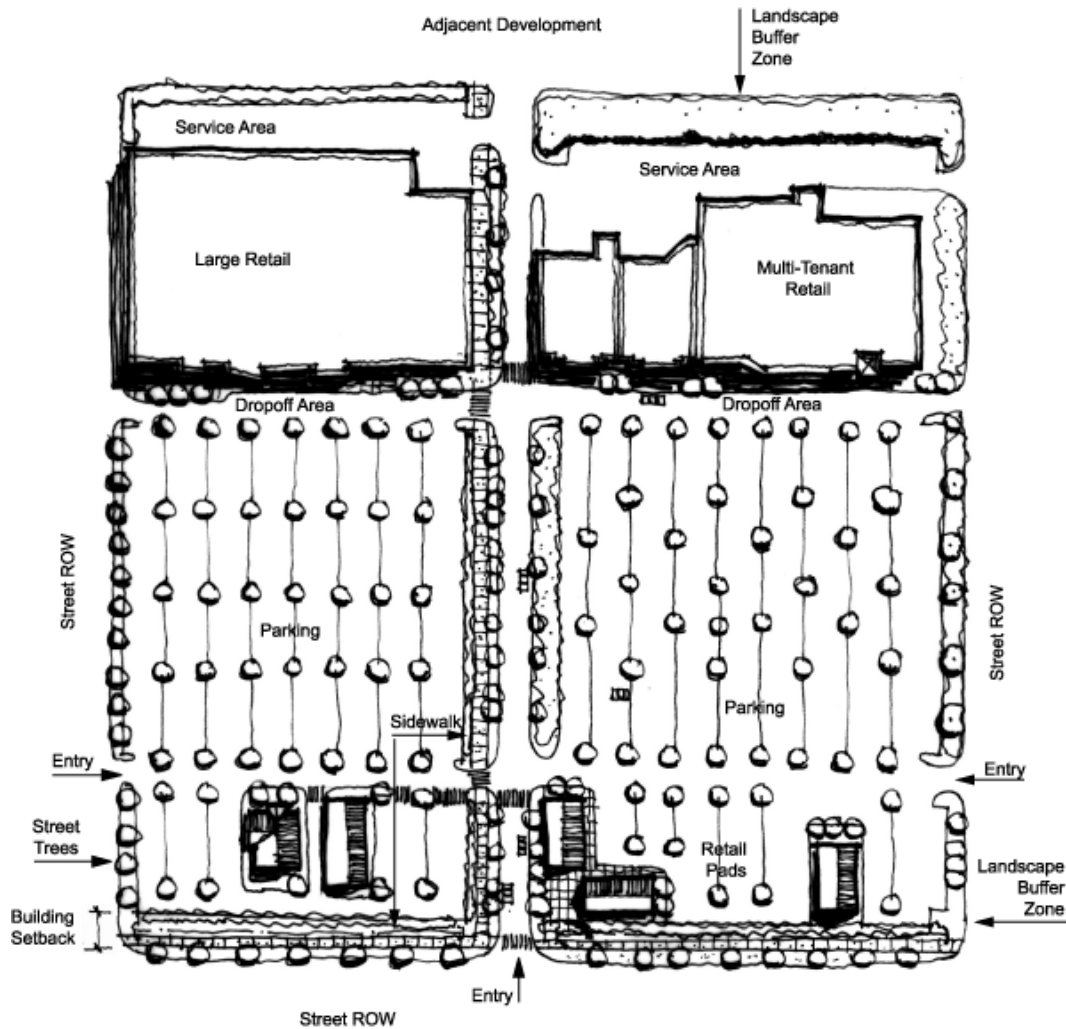 Adjacent Development
Landscape
Buffer
Zone
Service Area
Service Area
Large Retail
Multi-Tenant
Retail
Dropoff Area
Dropoff Area
Street ROW
Street ROW
Parking
Parking
Sidewalk
Entry
Entry
Street
Trees
Retail
Pads
Landscape
Buffer
Zone
Building
Setback
Entry
Street ROW